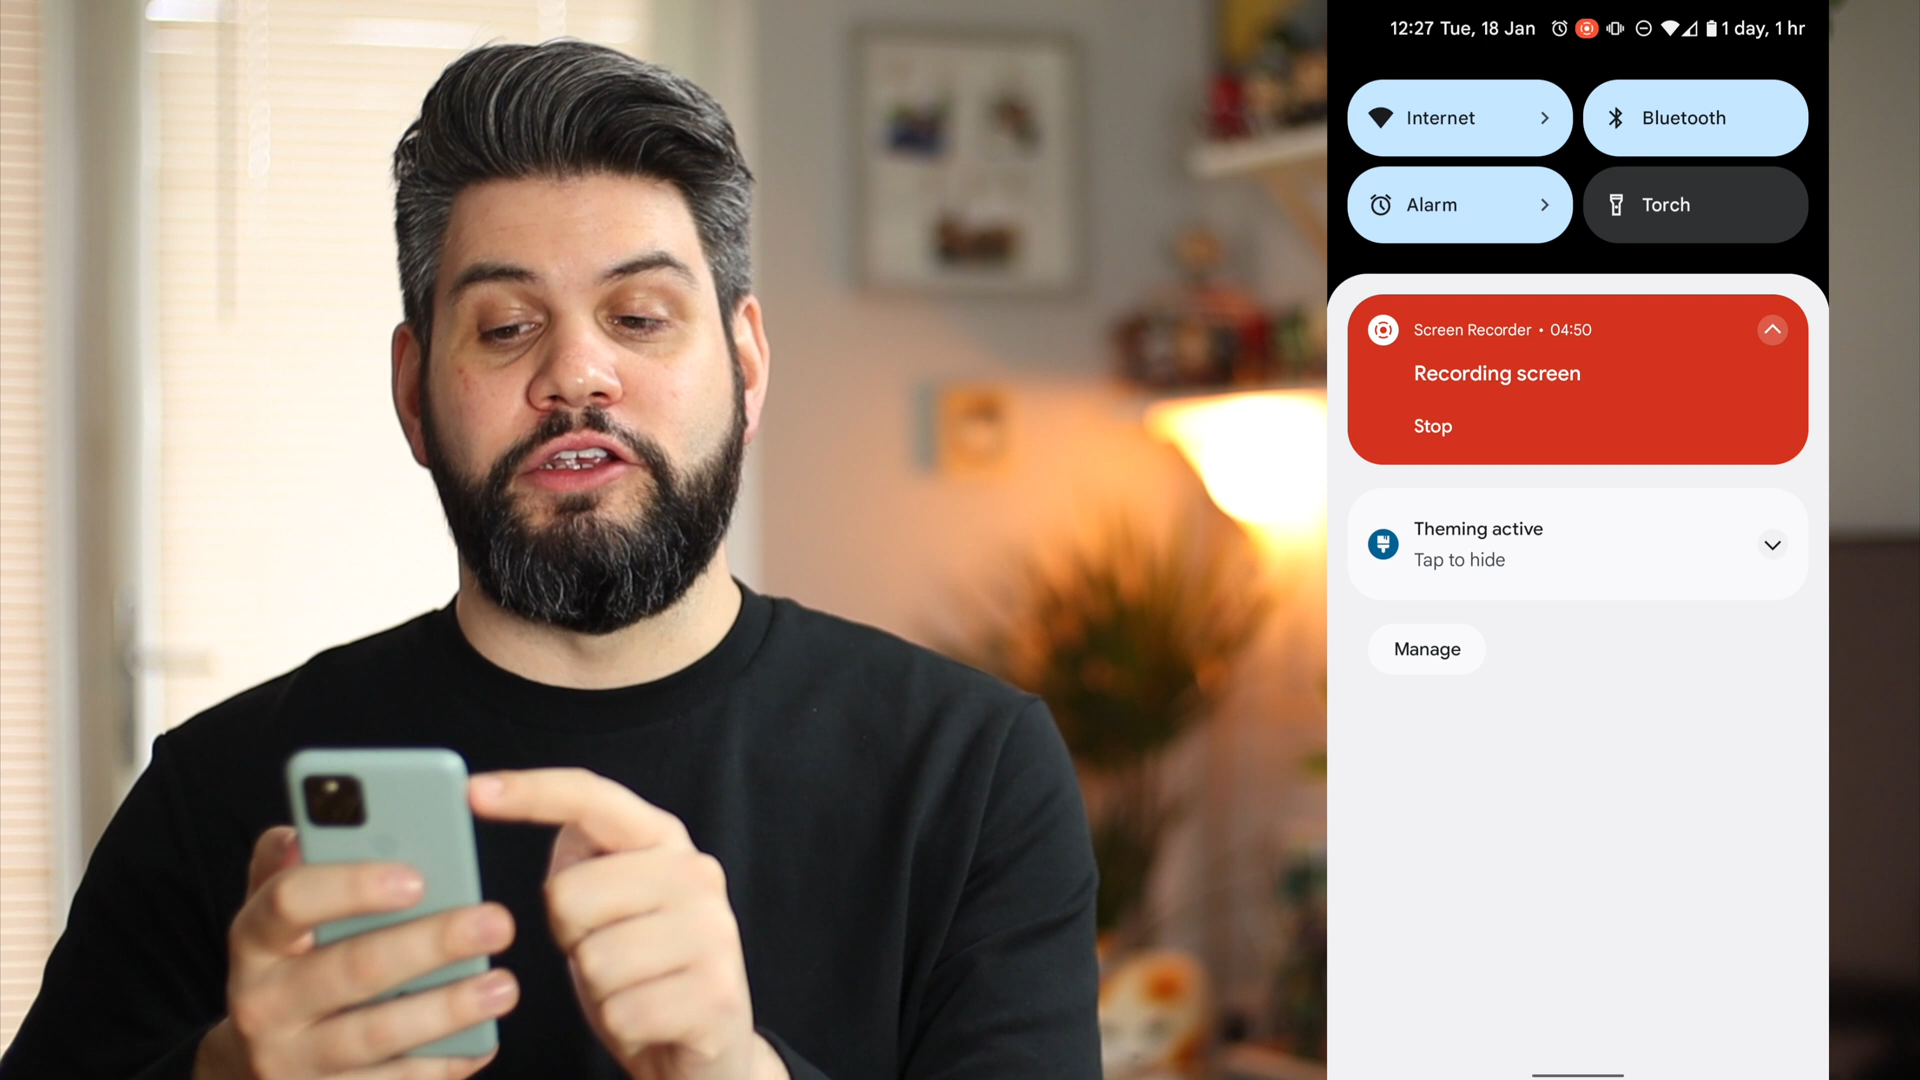 12:27 Tue, 18 Jan 1 day, 1 hr
Internet
Bluetooth
Alarm
Torch
Screen Recorder • 04:50
Recording screen
Stop
Theming active
Tap to hide
Manage